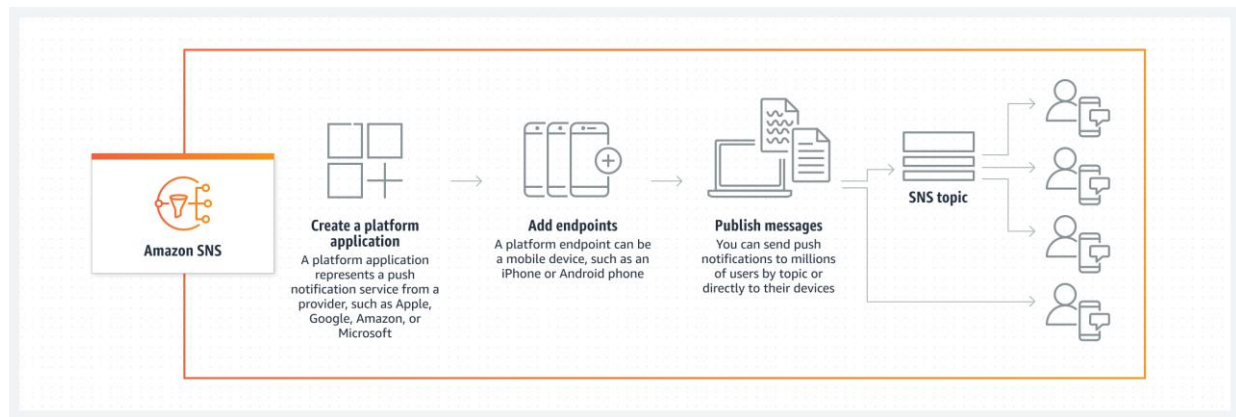 Amazon SNS
Create a platform
application
A platform application
represents a push
notification service from a
provider, such as Apple,
Google, Amazon, or
Microsoft
Add endpoints
A platform endpoint can be
a mobile device, such as an
iPhone or Android phone
Publish messages
You can send push
notifications to millions
of users by topic or
directly to their devices
SNS topic